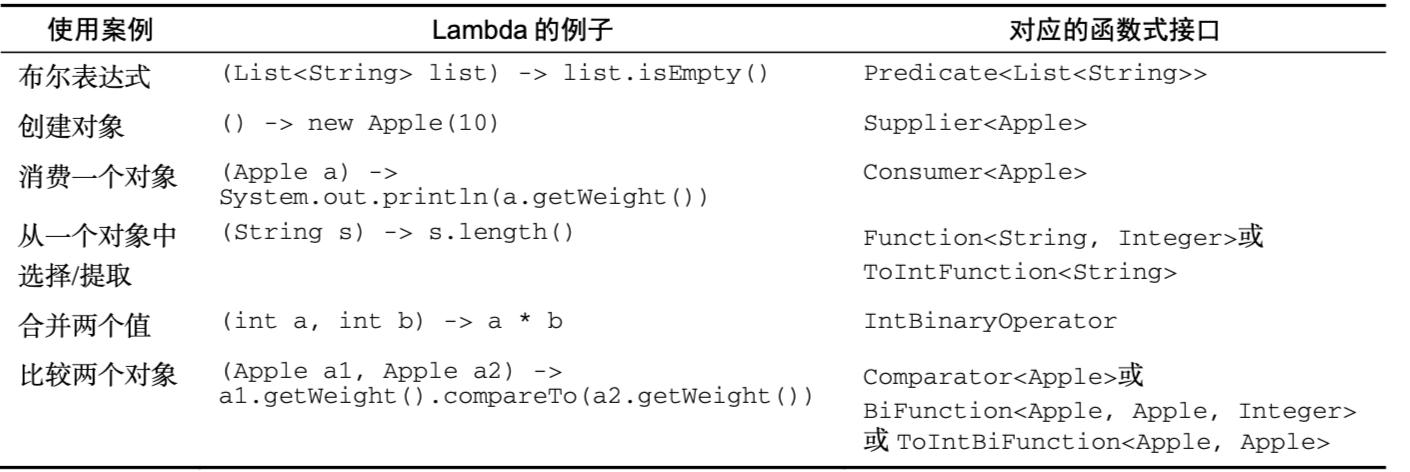 使用案例 Lambda 的例子 对应的函数式接口
布尔表达式 (List<String> list) -> list.isEmpty() Predicate<List<String>>
创建对象 () -> new Apple(10) Supplier<Apple>
消费一个对象 (Apple a) -> Consumer<Apple>
System.out.println(a.getWeight())
从一个对象中 (String s) -> s.length() Function<String, Integer>或
选择/提取 ToIntFunction<String>
合并两个值 (int a, int b) -> a * b IntBinaryOperator
比较两个对象 (Apple a1, Apple a2) -> Comparator<Apple>或
a1.getWeight().compareTo(a2.getWeight()) BiFunction<Apple, Apple, Integer>
或 ToIntBiFunction<Apple, Apple>